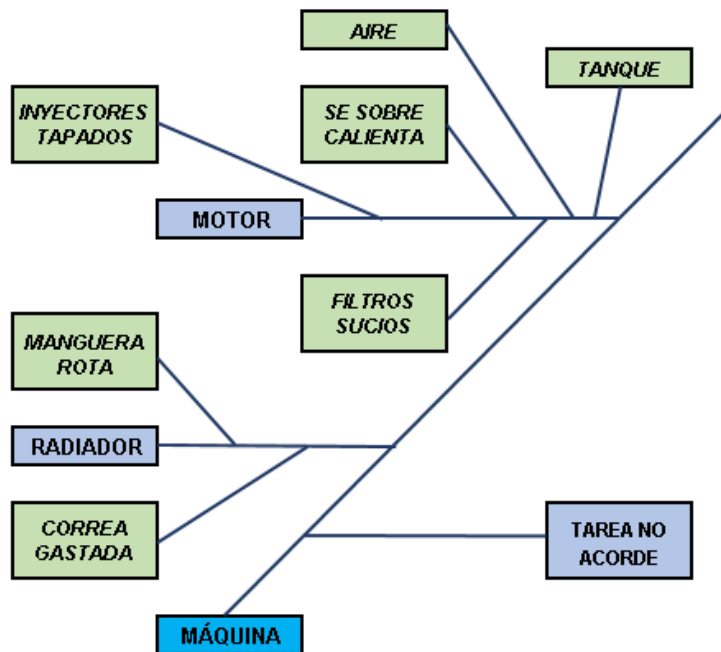 AIRE
TANQUE
INYECTORES
TAPADOS
SE SOBRE
CALIENTA
MOTOR
FILTROS
SUCIOS
MANGUERA
ROTA
RADIADOR
CORREA
GASTADA
TAREA NO
ACORDE
MÁQUINA